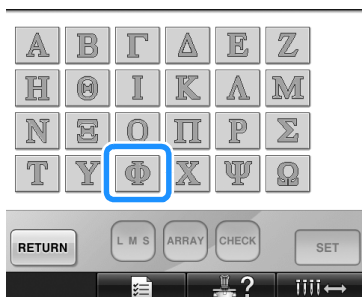 Α Β Γ Δ Ε Ζ
Η Θ Ι Κ Λ Μ
Ν Ξ Ο Π Ρ Σ
Τ Υ Φ Χ Ψ Ω
RETURN L M S ARRAY CHECK SET
?